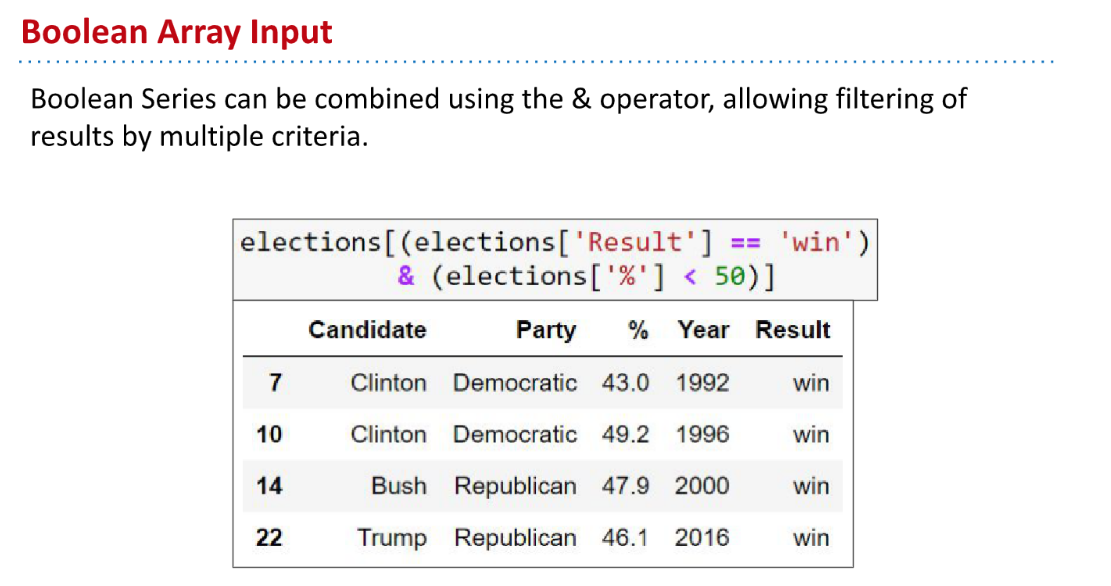 Boolean Array Input
Boolean Series can be combined using the & operator, allowing filtering of
results by multiple criteria.
elections[(elections['Result'] == 'win')
& (elections['%'] < 50)]
Candidate Party % Year Result
7 Clinton Democratic 43.0 1992 win
10 Clinton Democratic 49.2 1996 win
14 Bush Republican 47.9 2000 win
22 Trump Republican 46.1 2016 win